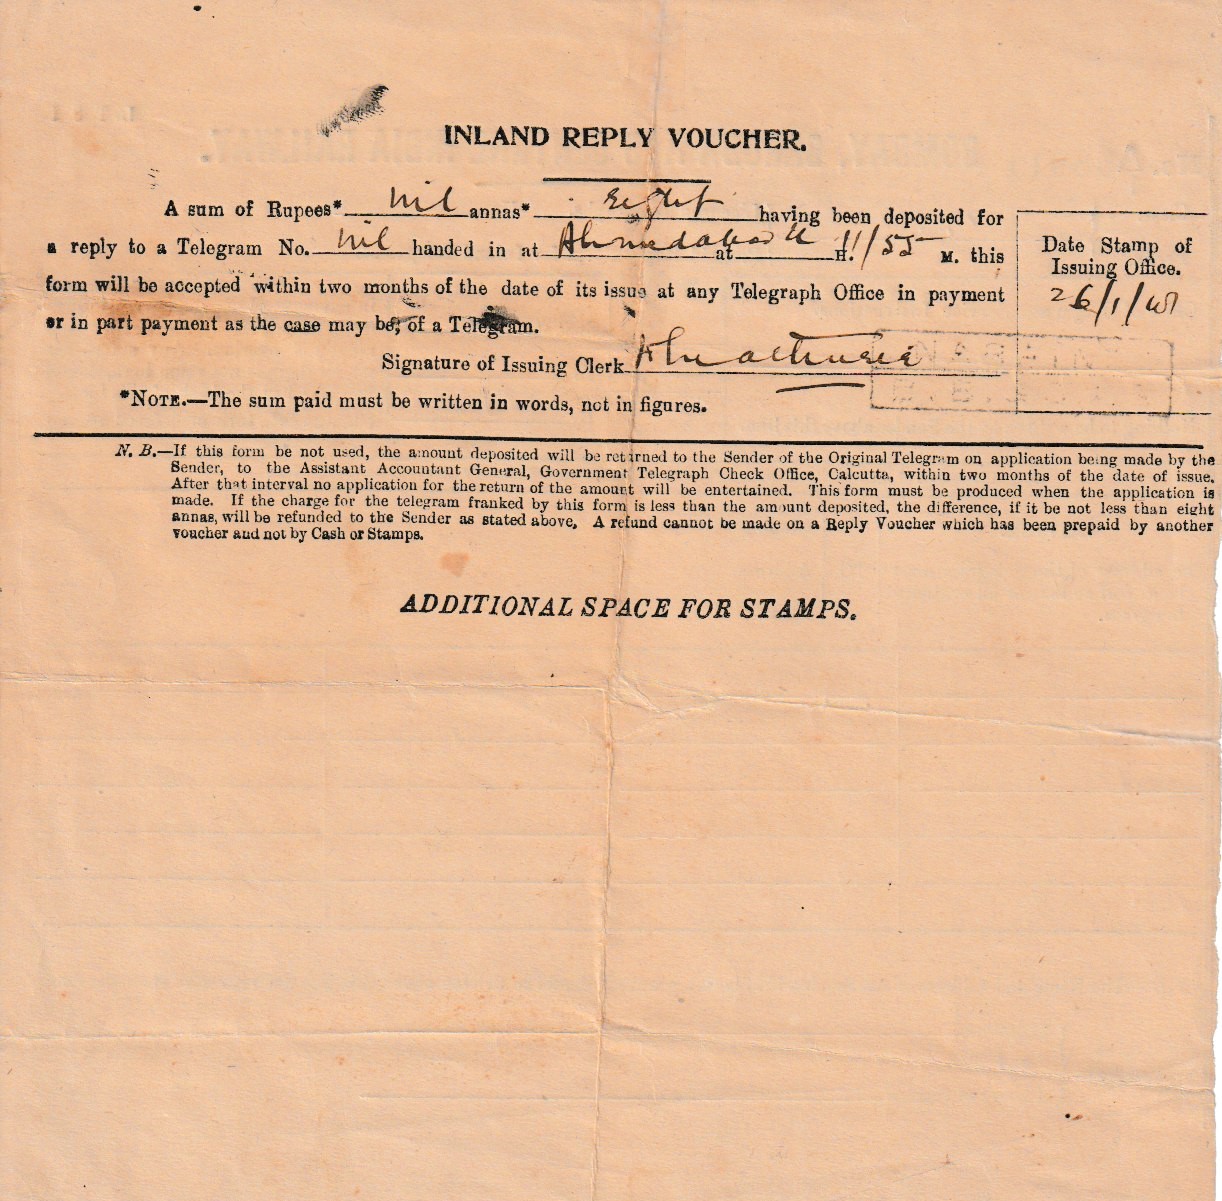 INLAND REPLY VOUCHER.
A sum of Rupees* nil annas* Eight having been deposited for
a reply to a Telegram No. nil handed in at Ahmedabad at H. 11/55 M. this
form will be accepted within two months of the date of its issue at any Telegraph Office in payment
or in part payment as the case may be, of a Telegram.
Signature of Issuing Clerk
Date Stamp of
Issuing Office.
26/1/
*NOTE.—The sum paid must be written in words, not in figures.
N. B.—If this form be not used, the amount deposited will be returned to the Sender of the Original Telegram on application being made by the
Sender, to the Assistant Accountant General, Government Telegraph Check Office, Calcutta, within two months of the date of issue.
After that interval no application for the return of the amount will be entertained. This form must be produced when the application is
made. If the charge for the telegram franked by this form is less than the amount deposited, the difference, if it be not less than eight
annas, will be refunded to the Sender as stated above. A refund cannot be made on a Reply Voucher which has been prepaid by another
voucher and not by Cash or Stamps.
ADDITIONAL SPACE FOR STAMPS.